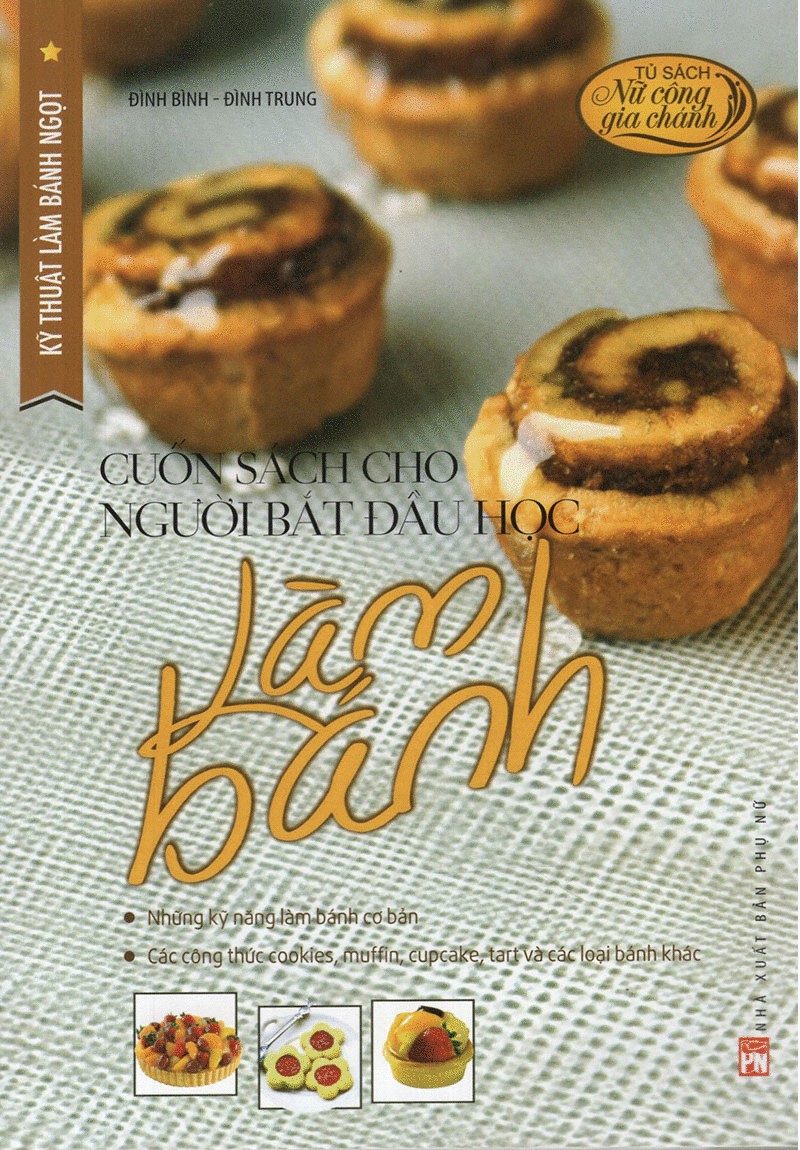 KỸ THUẬT LÀM BÁNH NGỌT
ĐÌNH BÌNH - ĐÌNH TRUNG
TỦ SÁCH
Nữ công
gia chánh
CUỐN SÁCH CHO
NGƯỜI BẮT ĐẦU HỌC
Làm
bánh
• Những kỹ năng làm bánh cơ bản
• Các công thức cookies, muffin, cupcake, tart và các loại bánh khác
NHÀ XUẤT BẢN PHỤ NỮ
PN